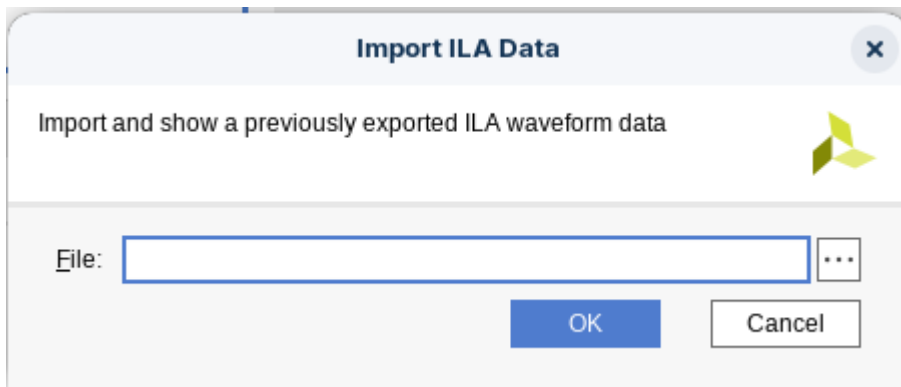 Import ILA Data
Import and show a previously exported ILA waveform data
File:
...
OK Cancel